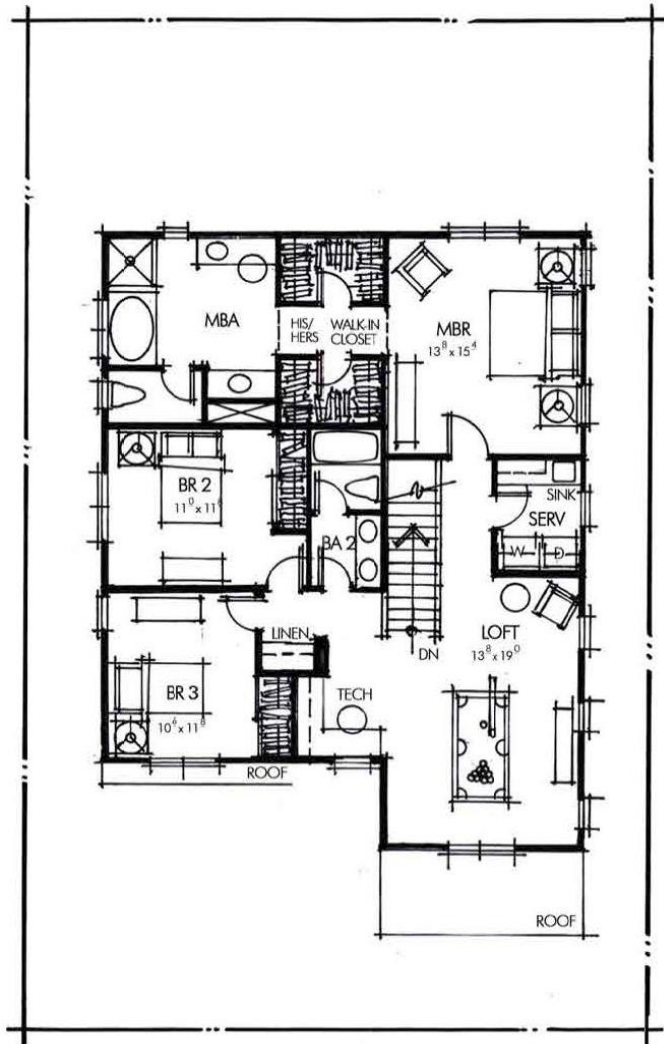 MBA
HIS/ WALK-IN
HERS CLOSET
MBR
13⁸ x 15⁴
BR 2
11⁰ x 11
BA 2
SINK
SERV
W D
LINEN
LOFT
13⁸ x 19⁰
DN
BR 3
10⁶ x 11⁸
TECH
ROOF
ROOF